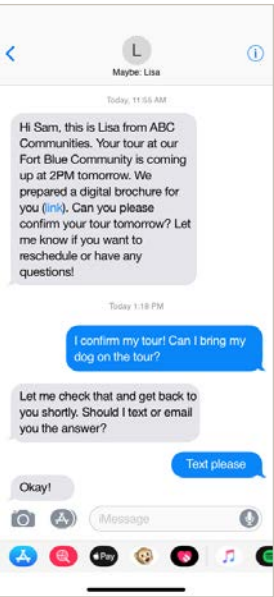 L
Maybe: Lisa
Today, 11:55 AM
Hi Sam, this is Lisa from ABC
Communities. Your tour at our
Fort Blue Community is coming
up at 2PM tomorrow. We
prepared a digital brochure for
you (link). Can you please
confirm your tour tomorrow? Let
me know if you want to
reschedule or have any
questions!
Today 1:18 PM
I confirm my tour! Can I bring my
dog on the tour?
Let me check that and get back to
you shortly. Should I text or email
you the answer?
Text please
Okay!
iMessage
Pay